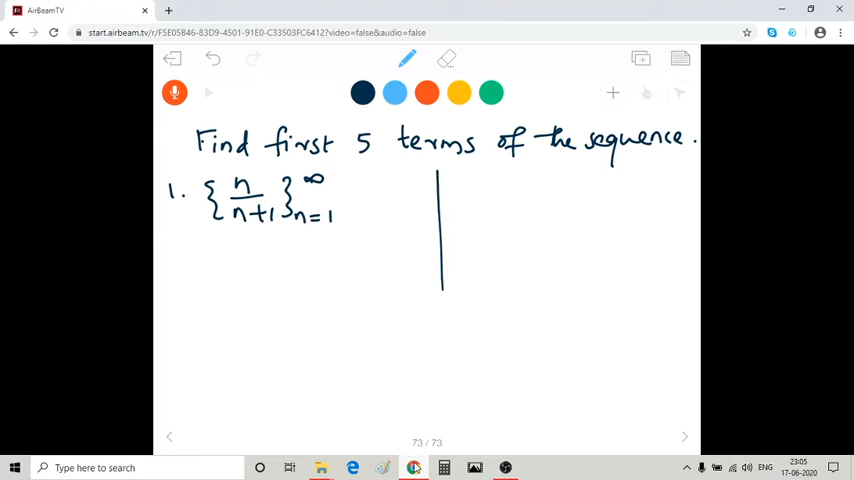 AirBeamTV
start.airbeam.tv/r/F5E05B46-83D9-4501-91E0-C33503FC6412?video=false&audio=false
Find first 5 terms of the sequence.
1. {n/(n+1)}_{n=1}^∞
73 / 73
Type here to search
ENG
23:05
17-06-2020